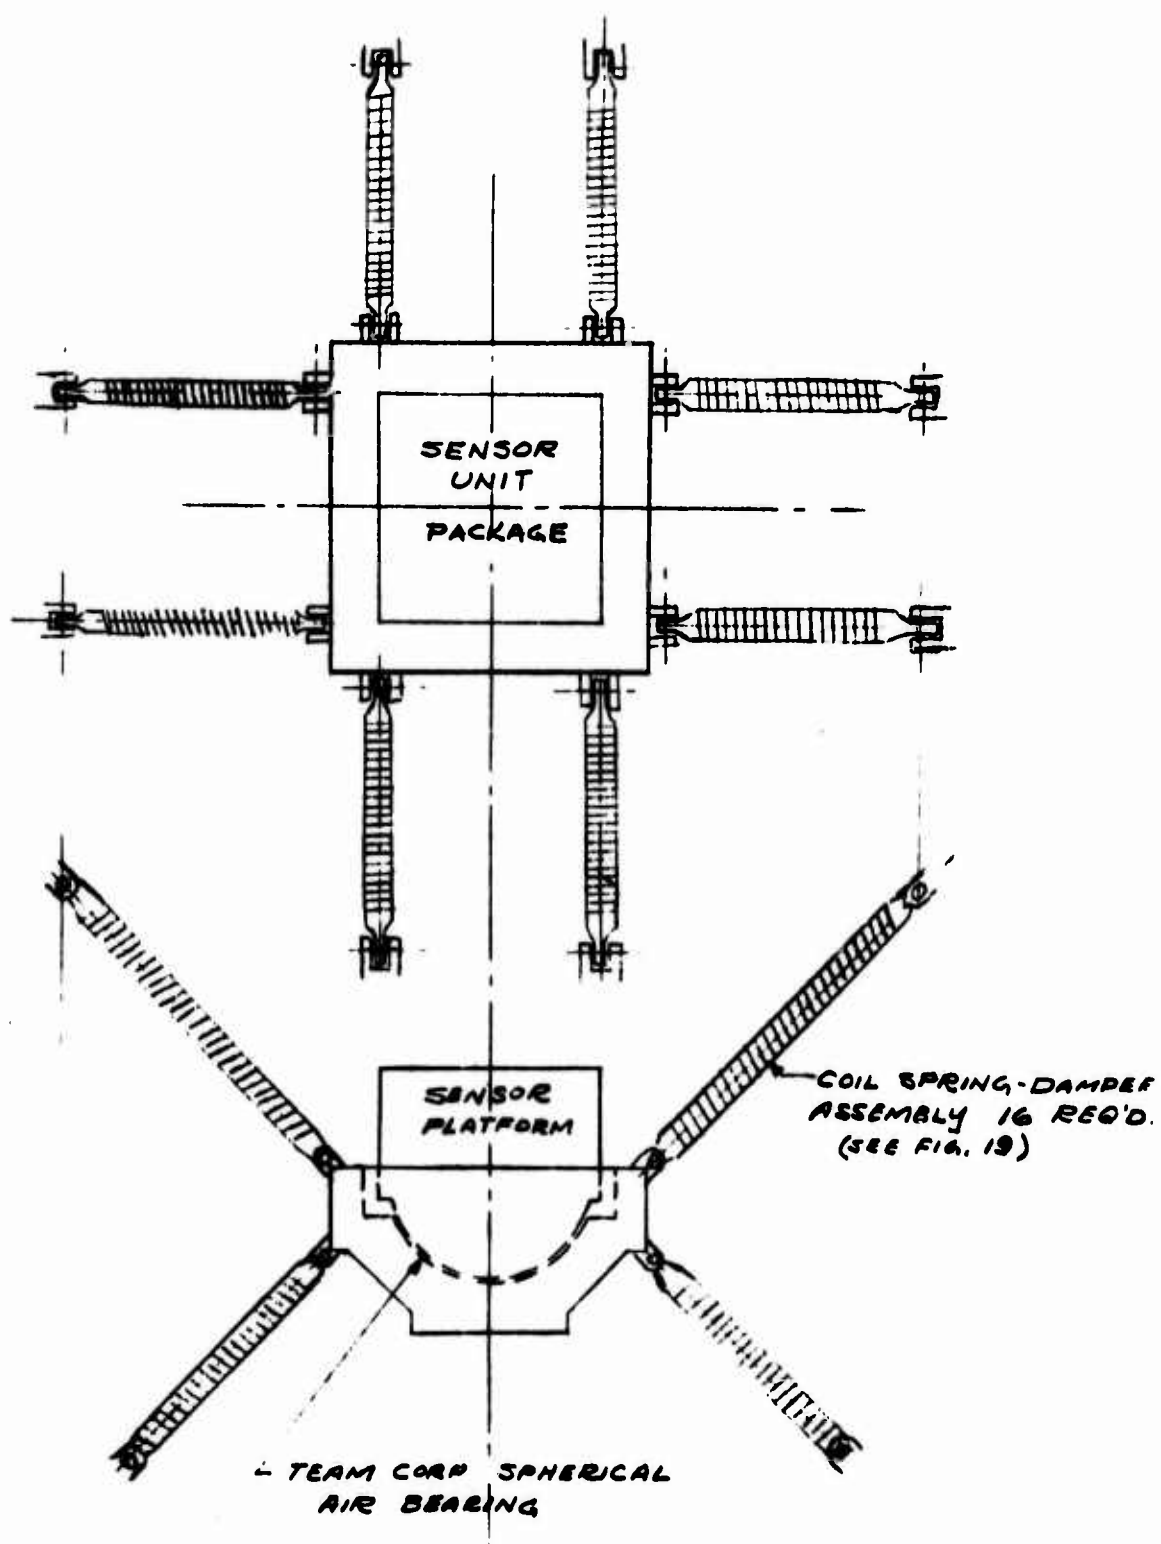 SENSOR
UNIT
PACKAGE
SENSOR
PLATFORM
COIL SPRING-DAMPER
ASSEMBLY 16 REQ'D.
(SEE FIG. 19)
TEAM CORP SPHERICAL
AIR BEARING